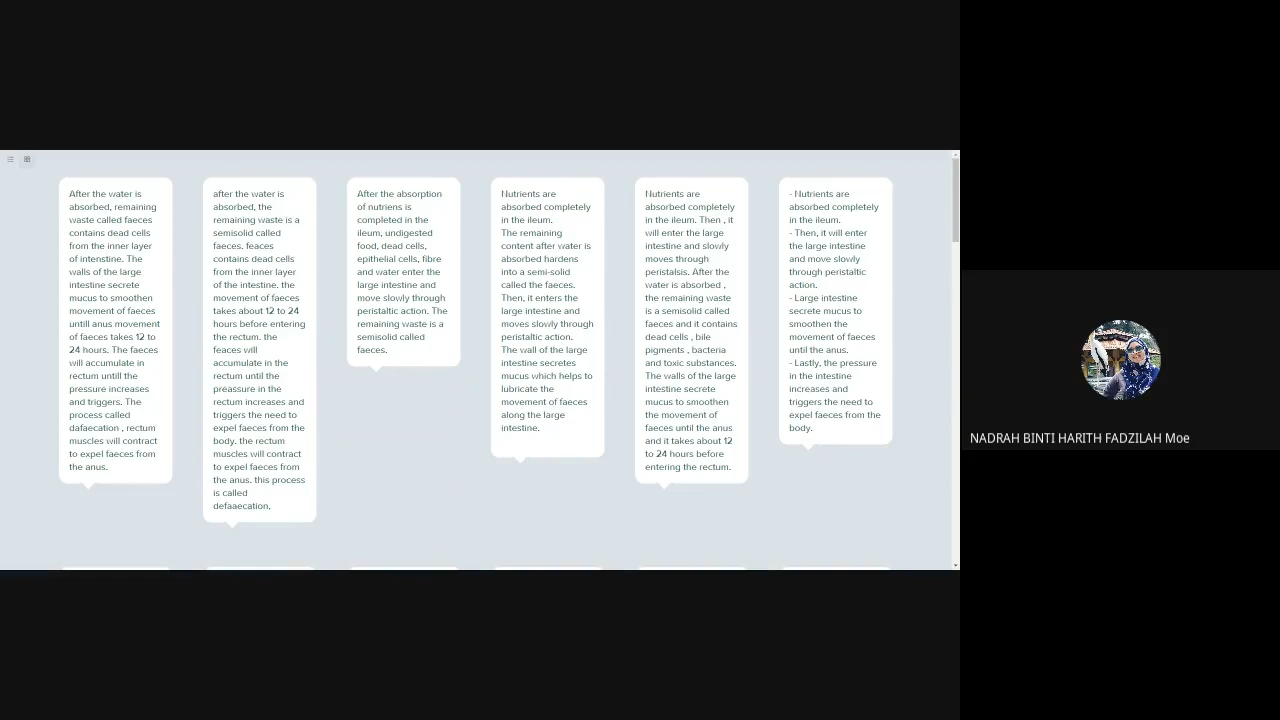 After the water is
absorbed, remaining
waste called faeces
contains dead cells
from the inner layer
of intenstine. The
walls of the large
intestine secrete
mucus to smoothen
movement of faeces
untill anus movement
of faeces takes 12 to
24 hours. The faeces
will accumulate in
rectum untill the
pressure increases
and triggers. The
process called
dafaecation , rectum
muscles will contract
to expel faeces from
the anus.
after the water is
absorbed, the
remaining waste is a
semisolid called
faeces. feaces
contains dead cells
from the inner layer
of the intestine. the
movement of faeces
takes about 12 to 24
hours before entering
the rectum. the
feaces will
accumulate in the
rectum until the
preassure in the
rectum increases and
triggers the need to
expel faeces from the
body. the rectum
muscles will contract
to expel faeces from
the anus. this process
is called
defaaecation,
After the absorption
of nutriens is
completed in the
ileum, undigested
food, dead cells,
epithelial cells, fibre
and water enter the
large intestine and
move slowly through
peristaltic action. The
remaining waste is a
semisolid called
faeces.
Nutrients are
absorbed completely
in the ileum.
The remaining
content after water is
absorbed hardens
into a semi-solid
called the faeces.
Then, it enters the
large intestine and
moves slowly through
peristaltic action.
The wall of the large
intestine secretes
mucus which helps to
lubricate the
movement of faeces
along the large
intestine.
Nutrients are
absorbed completely
in the ileum. Then , it
will enter the large
intestine and slowly
moves through
peristalsis. After the
water is absorbed ,
the remaining waste
is a semisolid called
faeces and it contains
dead cells , bile
pigments , bacteria
and toxic substances.
The walls of the large
intestine secrete
mucus to smoothen
the movement of
faeces until the anus
and it takes about 12
to 24 hours before
entering the rectum.
- Nutrients are
absorbed completely
in the ileum.
- Then, it will enter
the large intestine
and move slowly
through peristaltic
action.
- Large intestine
secrete mucus to
smoothen the
movement of faeces
until the anus.
- Lastly, the pressure
in the intestine
increases and
triggers the need to
expel faeces from the
body.
NADRAH BINTI HARITH FADZILAH Moe